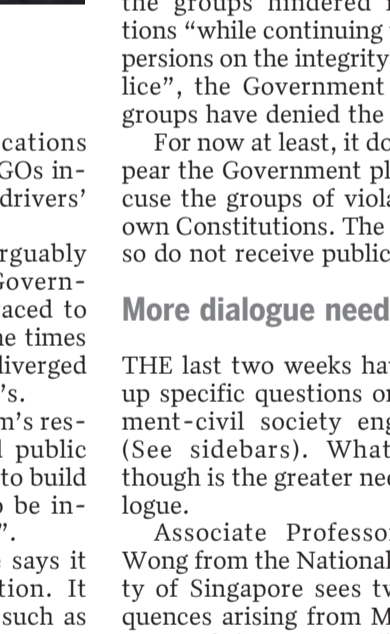 cations
GOs in-
drivers'
rguably
Govern-
aced to
ne times
liverged
's.
m's res-
public
to build
be in-
”.
says it
tion. It
such as
the groups hindered
tions “while continuing
persions on the integrity
lice”, the Government
groups have denied the
For now at least, it do
pear the Government pl
cuse the groups of viola
own Constitutions. The
so do not receive public
More dialogue need
THE last two weeks hav
up specific questions on
ment-civil society eng
(See sidebars). What
though is the greater nee
logue.
Associate Professo
Wong from the National
ty of Singapore sees tw
quences arising from M